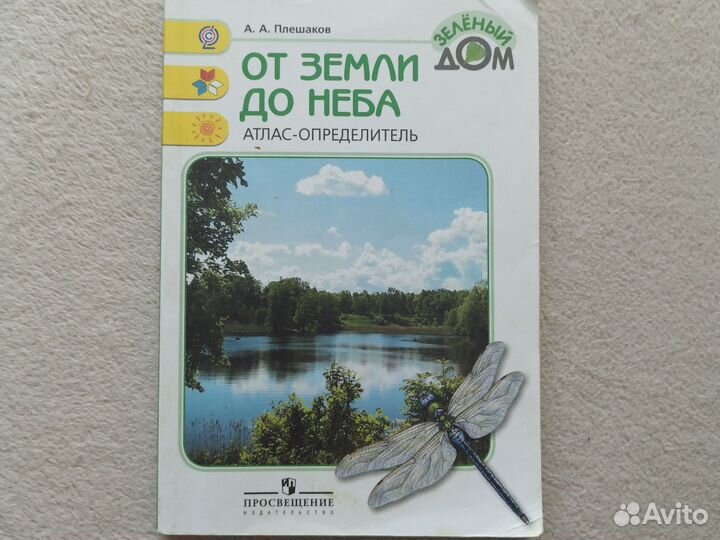 А. А. Плешаков
ЗЕЛЁНЫЙ
ДОМ
ОТ ЗЕМЛИ
ДО НЕБА
АТЛАС-ОПРЕДЕЛИТЕЛЬ
ПРОСВЕЩЕНИЕ
ИЗДАТЕЛЬСТВО
Avito